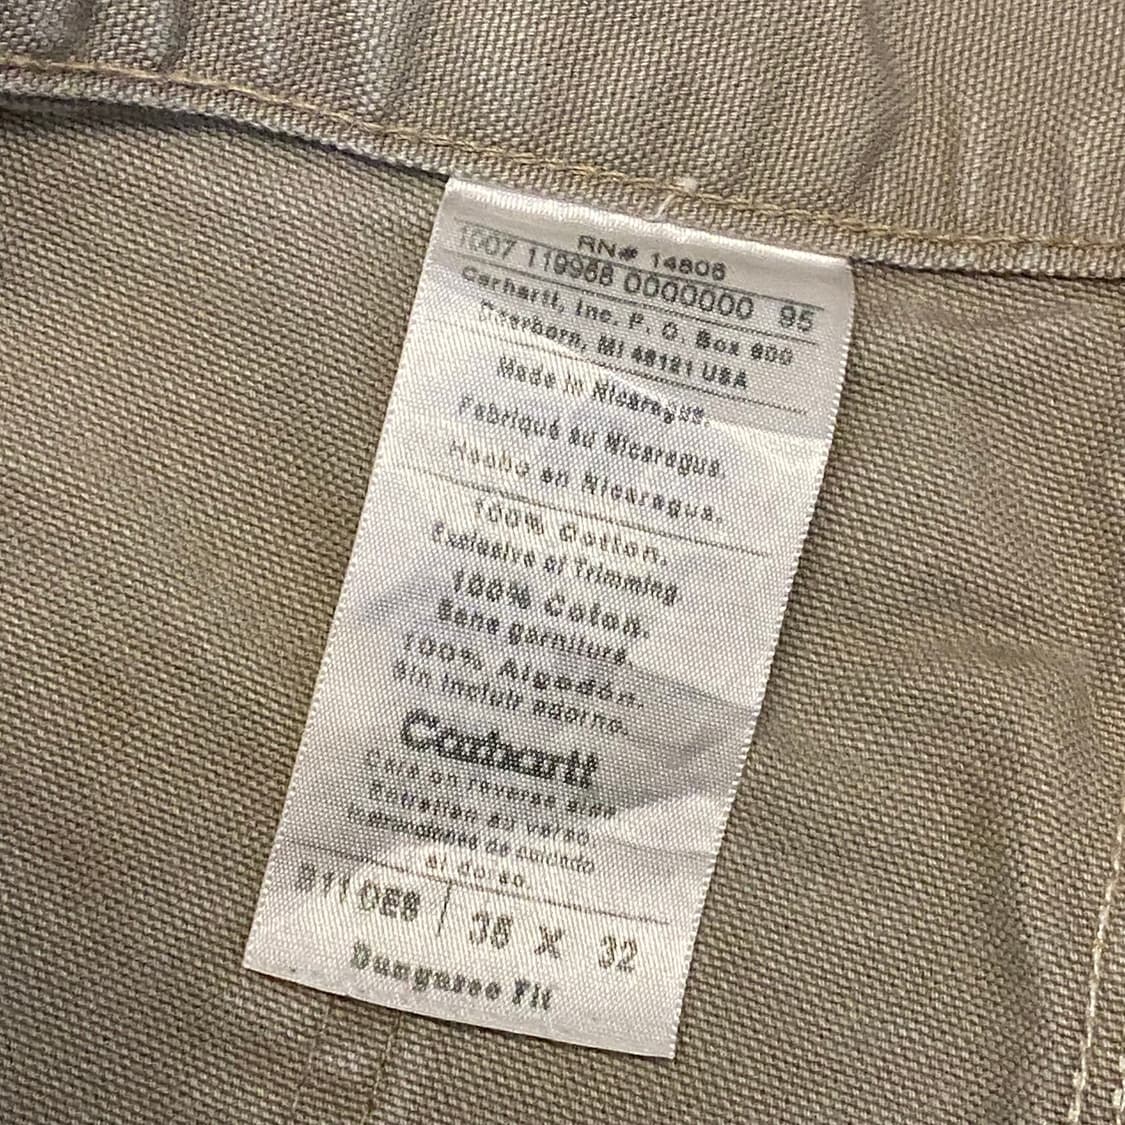 RN# 14806
1007 119968 0000000 95
Carhartt, Inc. P. O. Box 600
Dearborn, MI 48121 USA
Made in Nicaragua.
Fabriqué au Nicaragua.
Hecho en Nicaragua.
100% Cotton,
Exclusive of Trimming
100% Coton.
Sans garniture.
100% Algodón.
Sin incluir adorno.
Carhartt
Care on reverse side
Entretien au verso
Instrucciones de cuidado
al dorso.
X 32
Dungaree Fit